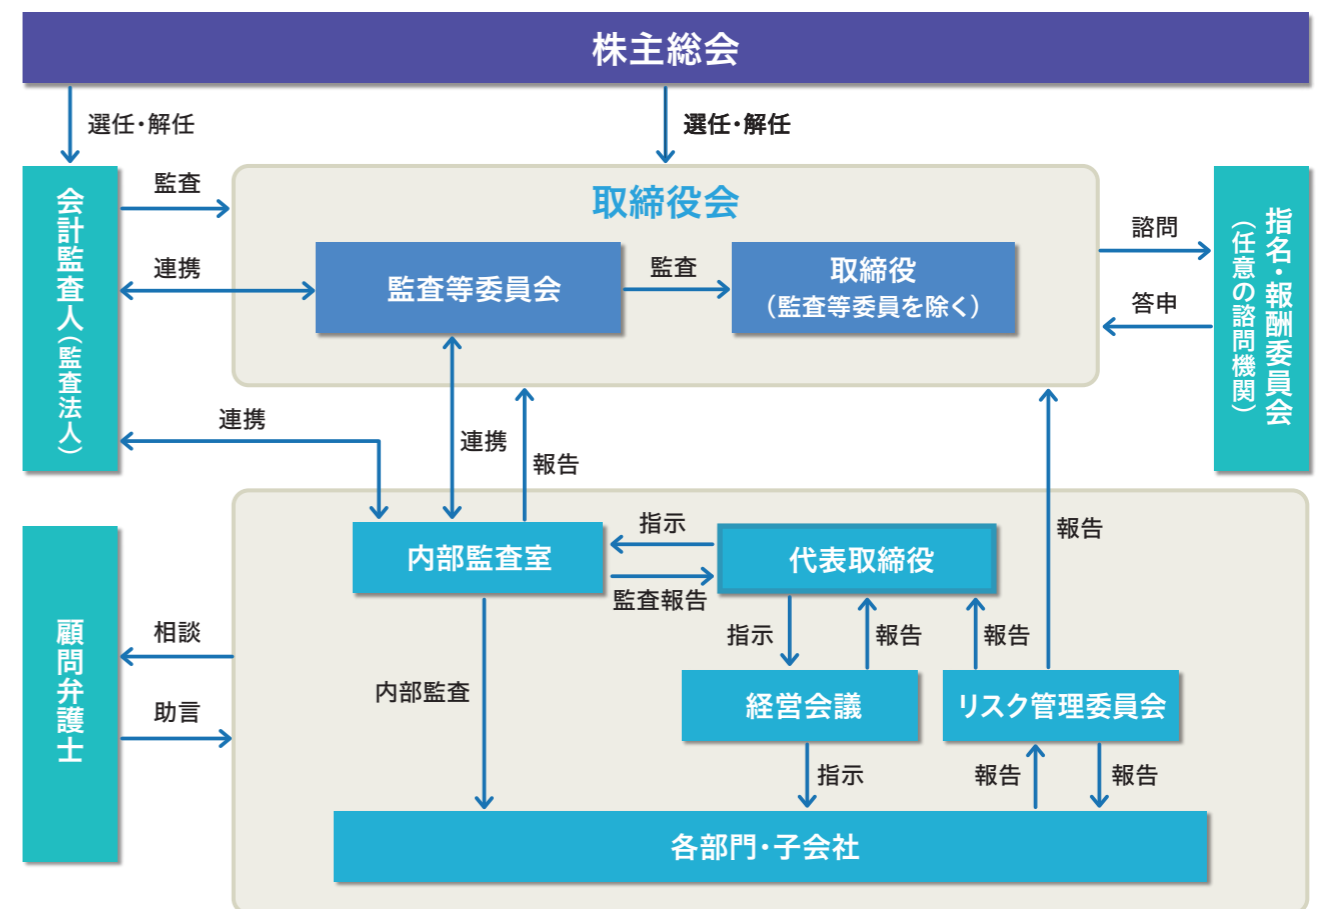 株主総会
選任・解任
選任・解任
会計監査人(監査法人)
監査
連携
取締役会
監査等委員会
監査
取締役
(監査等委員を除く)
諮問
答申
指名・報酬委員会
(任意の諮問機関)
連携
連携
報告
報告
内部監査室
指示
監査報告
代表取締役
顧問弁護士
相談
助言
内部監査
指示
報告
報告
経営会議
リスク管理委員会
指示
報告
報告
各部門・子会社